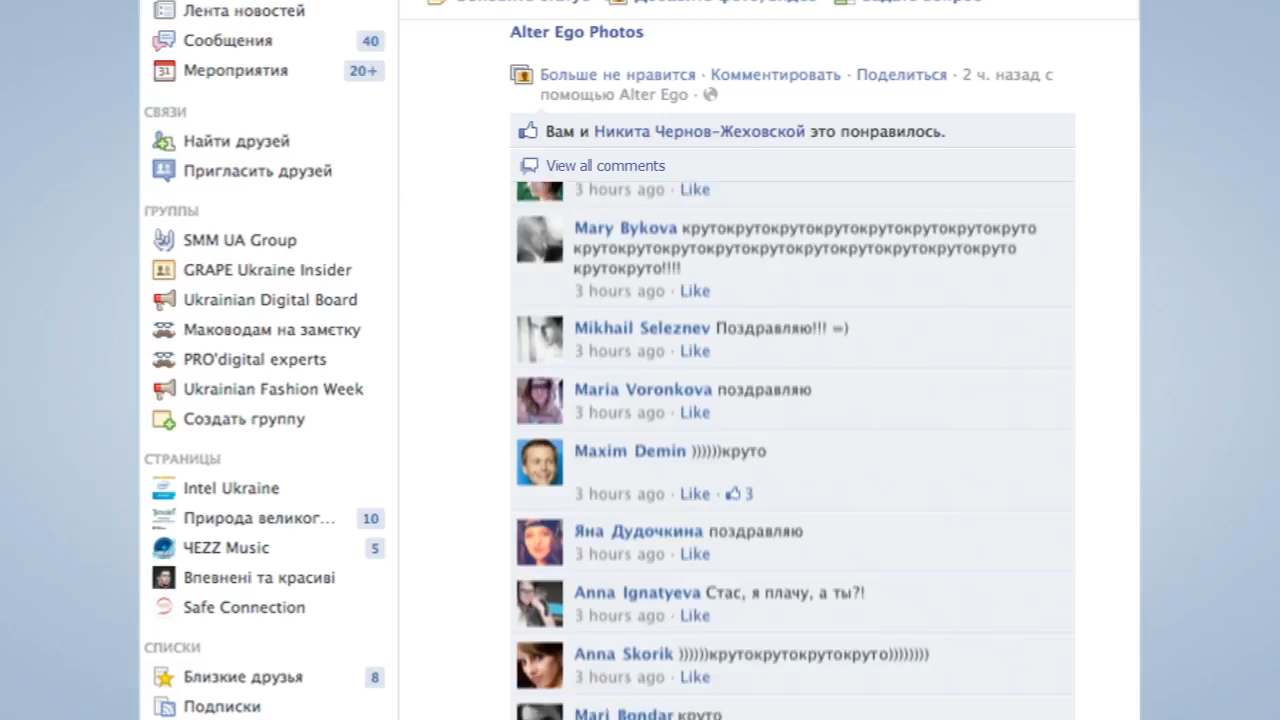 Лента новостей
Сообщения 40
Мероприятия 20+
СВЯЗИ
Найти друзей
Пригласить друзей
ГРУППЫ
SMM UA Group
GRAPE Ukraine Insider
Ukrainian Digital Board
Маководам на замєтку
PRO'digital experts
Ukrainian Fashion Week
Создать группу
СТРАНИЦЫ
Intel Ukraine
Природа великог... 10
ЧEZZ Music 5
Впевнені та красиві
Safe Connection
СПИСКИ
Близкие друзья 8
Подписки
Alter Ego Photos
Больше не нравится · Комментировать · Поделиться · 2 ч. назад с
помощью Alter Ego ·
Вам и Никита Чернов-Жеховской это понравилось.
View all comments
3 hours ago · Like
Mary Bykova крутокрутокрутокрутокрутокрутокрутокруто
крутокрутокрутокрутокрутокрутокрутокрутокрутокруто
крутокруто!!!!
3 hours ago · Like
Mikhail Seleznev Поздравляю!!! =)
3 hours ago · Like
Maria Voronkova поздравляю
3 hours ago · Like
Maxim Demin ))))))круто
3 hours ago · Like · 3
Яна Дудочкина поздравляю
3 hours ago · Like
Anna Ignatyeva Стас, я плачу, а ты?!
3 hours ago · Like
Anna Skorik ))))))крутокрутокрутокруто))))))))
3 hours ago · Like
Mari Bondar круто